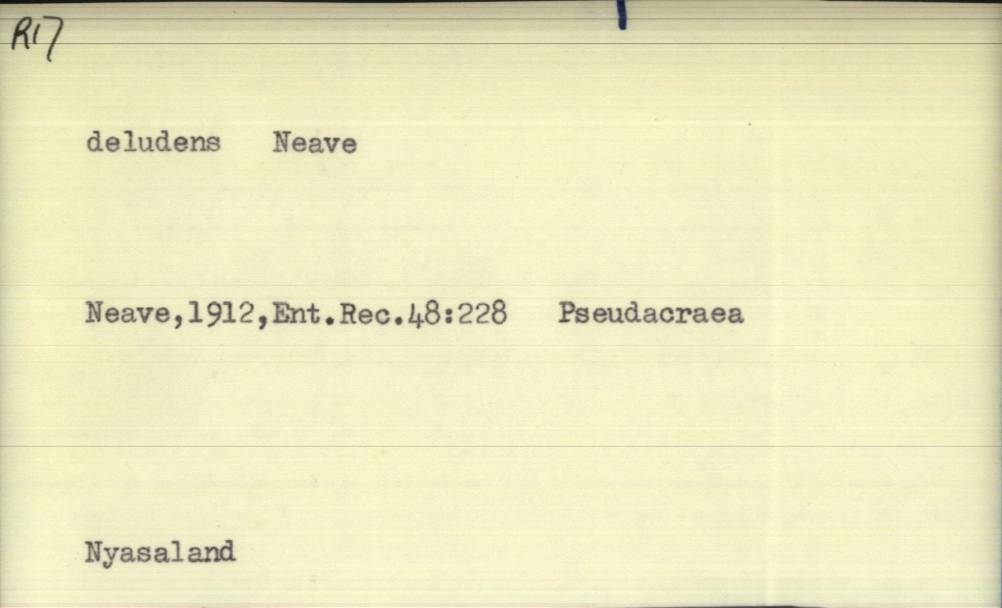 R17
deludens Neave
Neave,1912,Ent.Rec.48:228 Pseudacraea
Nyasaland